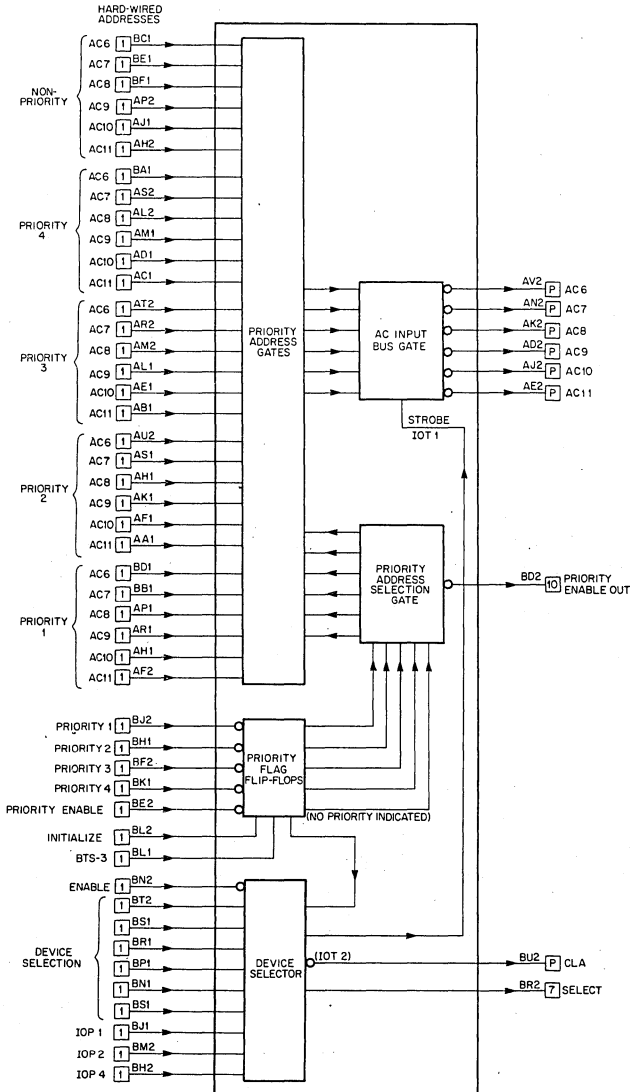 HARD-WIRED
ADDRESSES
NON-
PRIORITY
AC6 1 BC1
AC7 1 BE1
AC8 1 BF1
AC9 1 AP2
AC10 1 AJ1
AC11 1 AH2
PRIORITY
4
AC6 1 BA1
AC7 1 AS2
AC8 1 AL2
AC9 1 AM1
AC10 1 AD1
AC11 1 AC1
PRIORITY
3
AC6 1 AT2
AC7 1 AR2
AC8 1 AM2
AC9 1 AL1
AC10 1 AE1
AC11 1 AB1
PRIORITY
2
AC6 1 AU2
AC7 1 AS1
AC8 1 AH1
AC9 1 AK1
AC10 1 AF1
AC11 1 AA1
PRIORITY
1
AC6 1 BD1
AC7 1 BB1
AC8 1 AP1
AC9 1 AR1
AC10 1 AH1
AC11 1 AF2
PRIORITY
ADDRESS
GATES
AC INPUT
BUS GATE
AV2 P AC6
AN2 P AC7
AK2 P AC8
AD2 P AC9
AJ2 P AC10
AE2 P AC11
STROBE
IOT 1
PRIORITY
ADDRESS
SELECTION
GATE
BD2 10 PRIORITY
ENABLE OUT
PRIORITY 1 1 BJ2
PRIORITY 2 1 BH1
PRIORITY 3 1 BF2
PRIORITY 4 1 BK1
PRIORITY ENABLE 1 BE2
INITIALIZE 1 BL2
BTS-3 1 BL1
PRIORITY
FLAG
FLIP-FLOPS
(NO PRIORITY INDICATED)
ENABLE 1 BN2
DEVICE
SELECTION
1 BT2
1 BS1
1 BR1
1 BP1
1 BN1
1 BS1
IOP 1 1 BJ1
IOP 2 1 BM2
IOP 4 1 BH2
DEVICE
SELECTOR
(IOT 2)
BU2 P CLA
BR2 7 SELECT